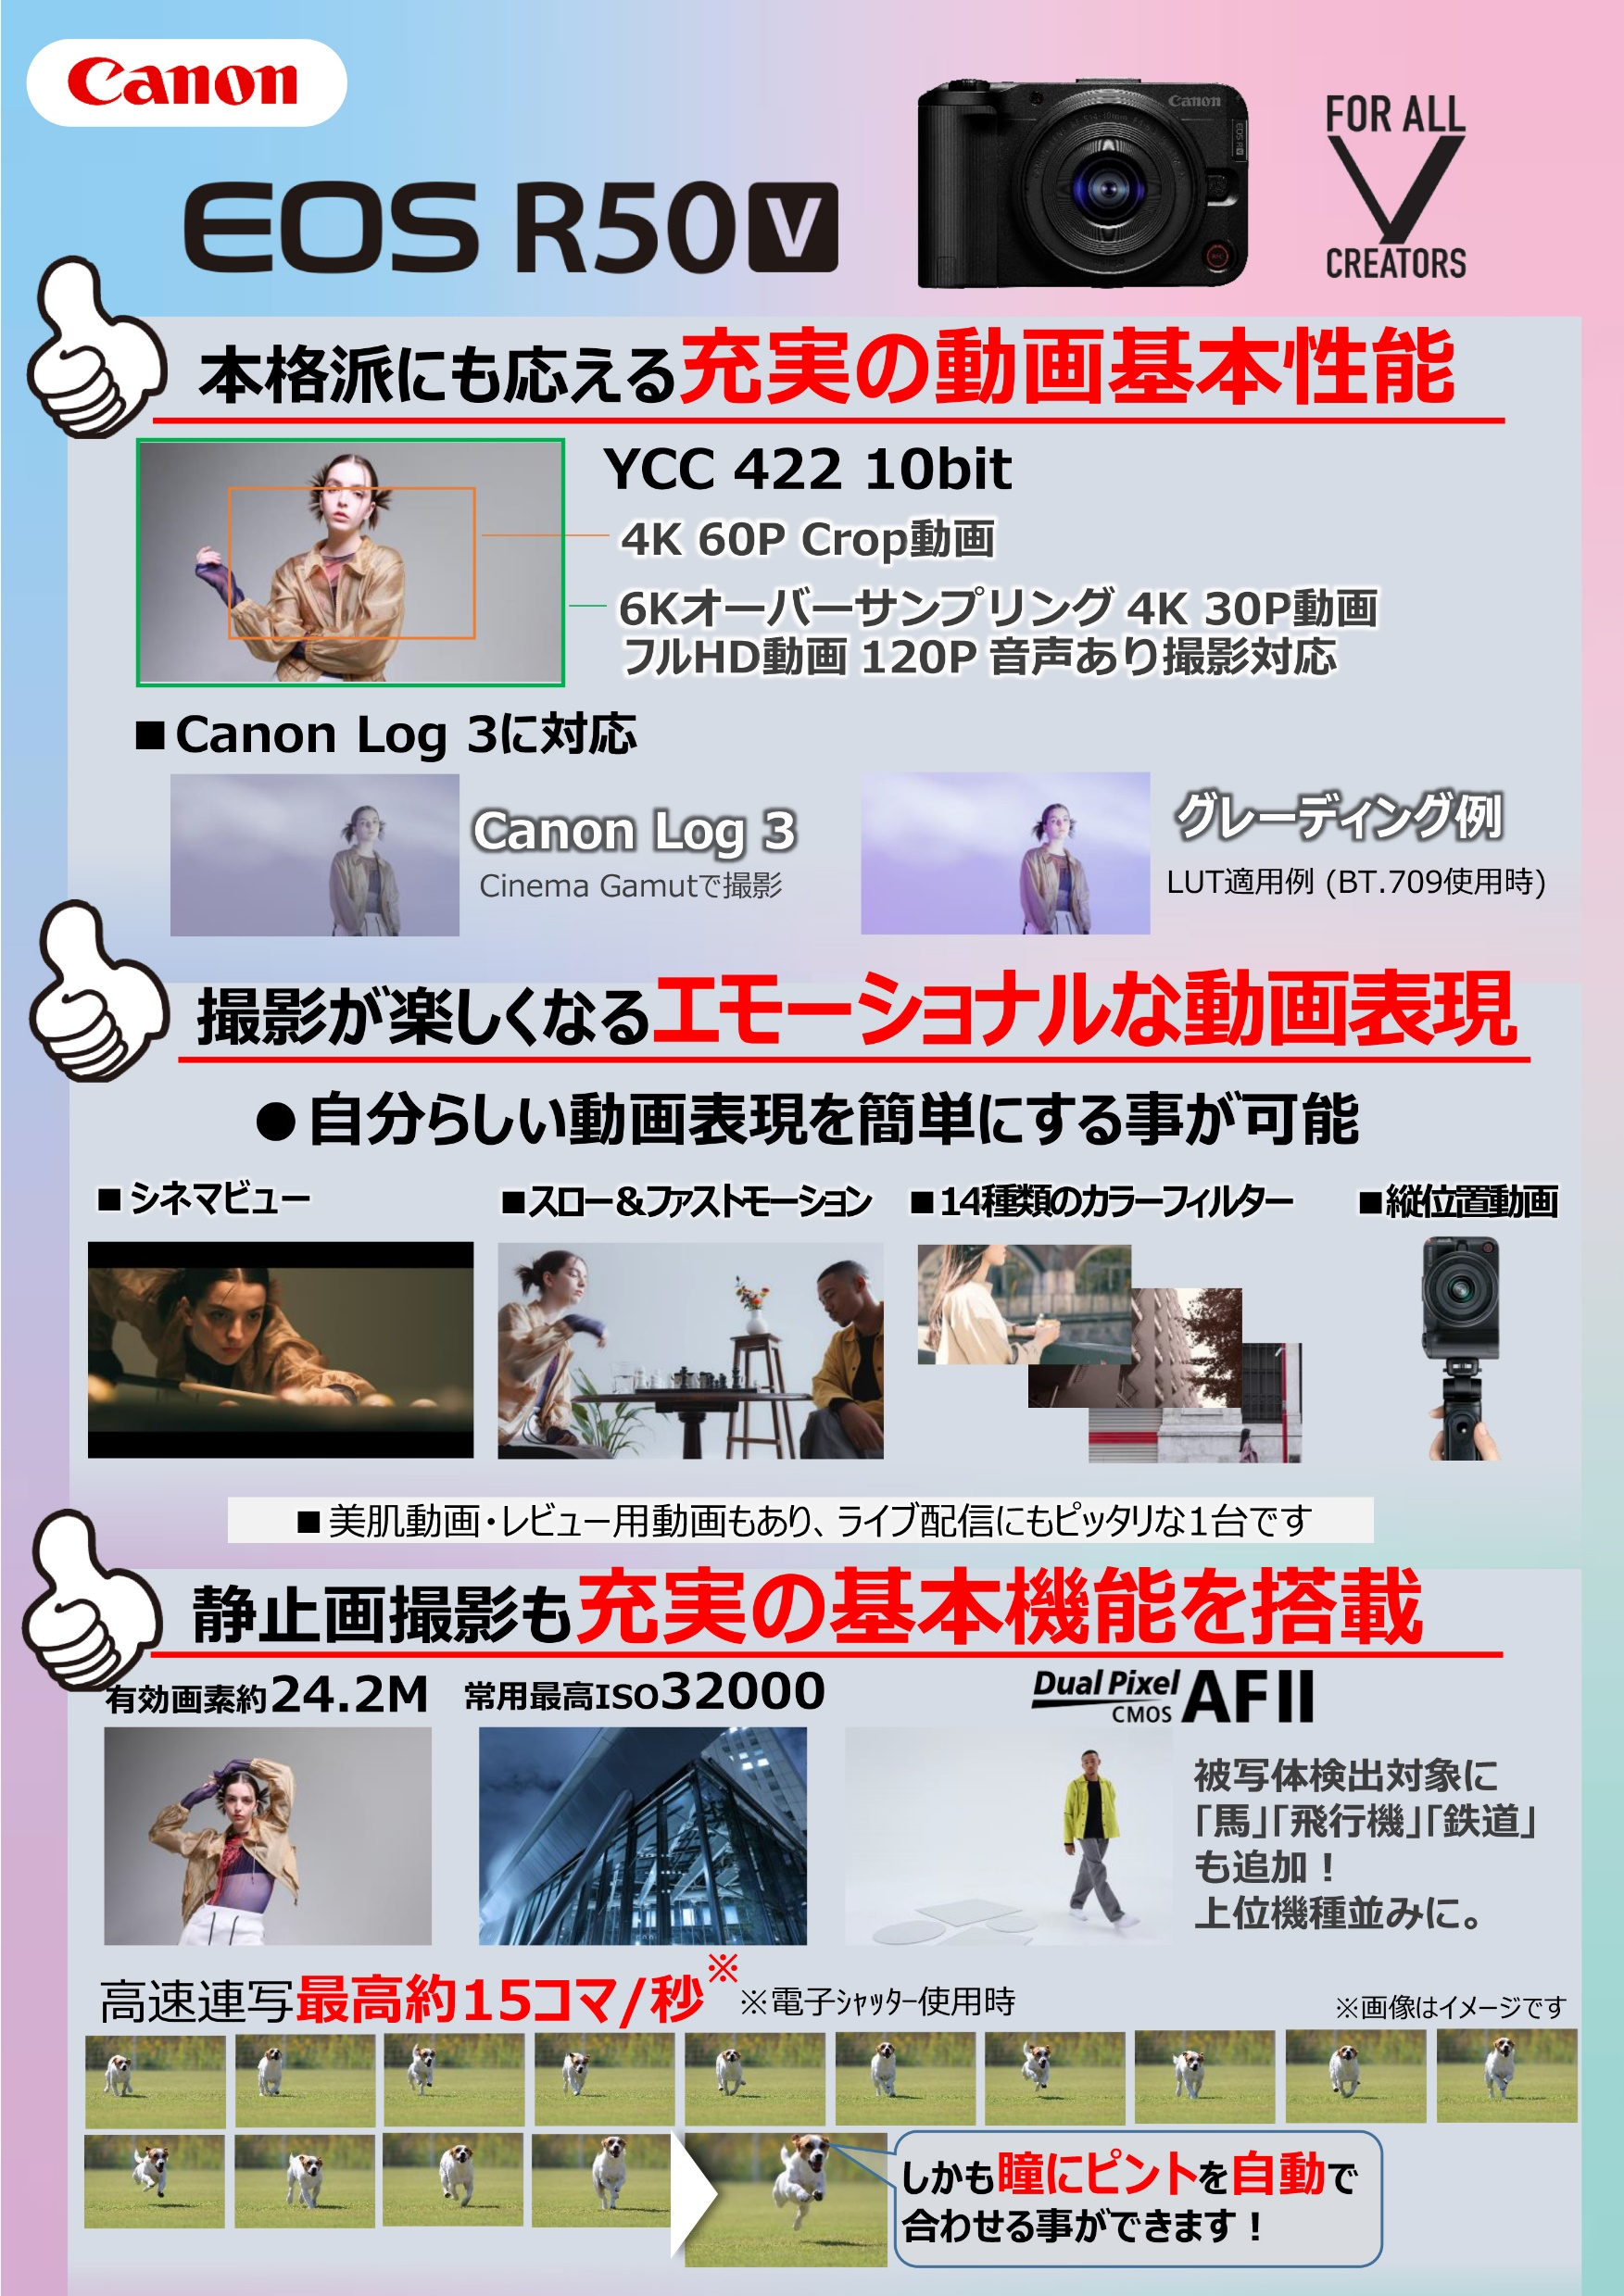 Canon
EOS R50 V
Canon
FOR ALL
V
CREATORS
本格派にも応える充実の動画基本性能
YCC 422 10bit
4K 60P Crop動画
6Kオーバーサンプリング 4K 30P動画
フルHD動画 120P 音声あり撮影対応
■Canon Log 3に対応
Canon Log 3
Cinema Gamutで撮影
グレーディング例
LUT適用例 (BT.709使用時)
撮影が楽しくなるエモーショナルな動画表現
●自分らしい動画表現を簡単にする事が可能
■シネマビュー
■スロー&ファストモーション
■14種類のカラーフィルター
■縦位置動画
■美肌動画・レビュー用動画もあり、ライブ配信にもピッタリな1台です
静止画撮影も充実の基本機能を搭載
有効画素約24.2M
常用最高ISO32000
Dual Pixel CMOS AF II
被写体検出対象に
「馬」「飛行機」「鉄道」
も追加！
上位機種並みに。
高速連写最高約15コマ/秒※
※電子ｼｬｯﾀｰ使用時
※画像はイメージです
しかも瞳にピントを自動で
合わせる事ができます！